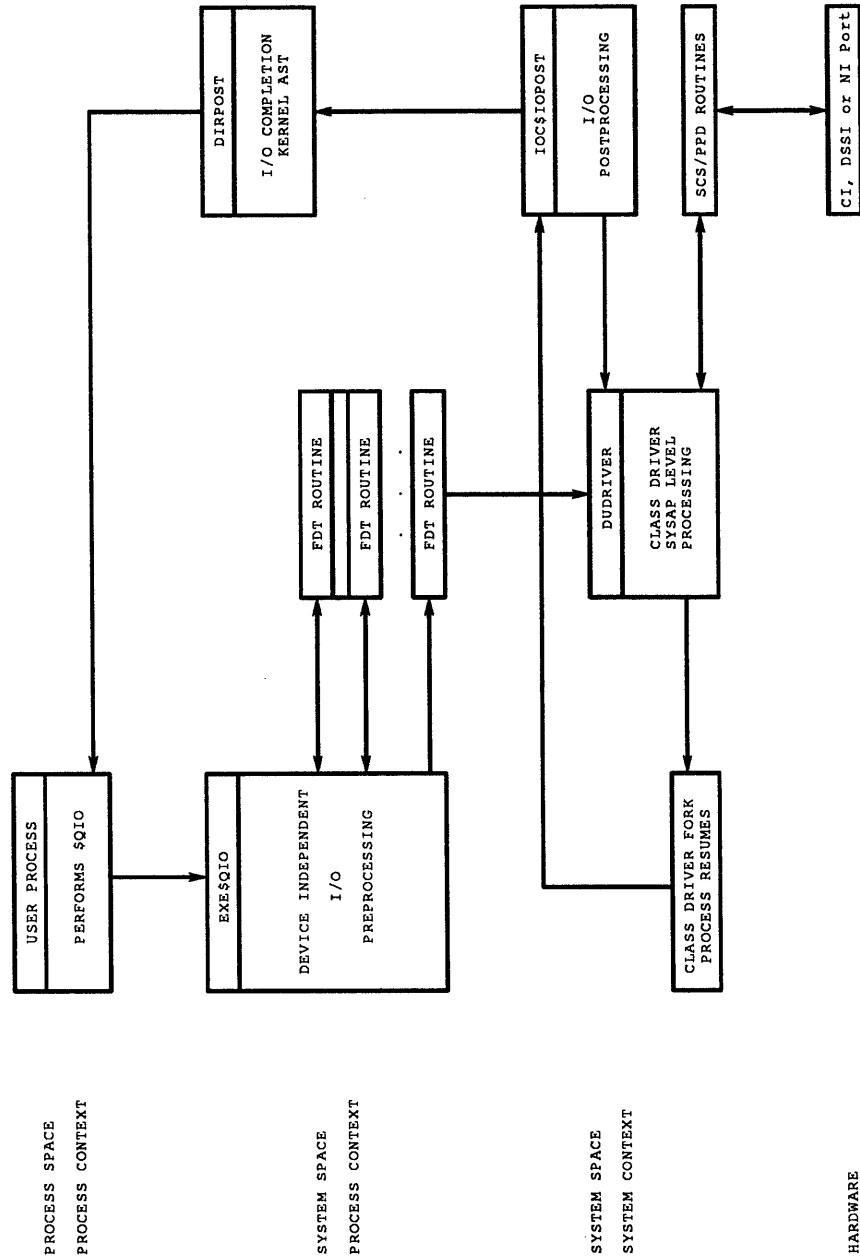 PROCESS SPACE
PROCESS CONTEXT
USER PROCESS
PERFORMS $QIO
SYSTEM SPACE
PROCESS CONTEXT
EXE$QIO
DEVICE INDEPENDENT
I/O
PREPROCESSING
FDT ROUTINE
FDT ROUTINE
. . .
FDT ROUTINE
DIRPOST
I/O COMPLETION
KERNEL AST
SYSTEM SPACE
SYSTEM CONTEXT
CLASS DRIVER FORK
PROCESS RESUMES
DUDRIVER
CLASS DRIVER
SYSAP LEVEL
PROCESSING
IOC$IOPOST
I/O
POSTPROCESSING
SCS/PPD ROUTINES
HARDWARE
CI, DSSI or NI Port